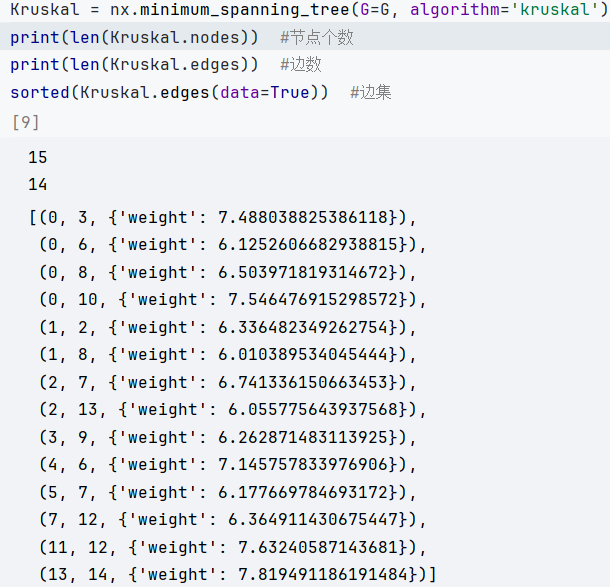 Kruskal = nx.minimum_spanning_tree(G=G, algorithm='kruskal')
print(len(Kruskal.nodes))  #节点个数
print(len(Kruskal.edges))  #边数
sorted(Kruskal.edges(data=True))  #边集
[9]
15
14
[(0, 3, {'weight': 7.488038825386118}),
(0, 6, {'weight': 6.1252606682938815}),
(0, 8, {'weight': 6.503971819314672}),
(0, 10, {'weight': 7.546476915298572}),
(1, 2, {'weight': 6.336482349262754}),
(1, 8, {'weight': 6.010389534045444}),
(2, 7, {'weight': 6.741336150663453}),
(2, 13, {'weight': 6.055775643937568}),
(3, 9, {'weight': 6.262871483113925}),
(4, 6, {'weight': 7.145757833976906}),
(5, 7, {'weight': 6.177669784693172}),
(7, 12, {'weight': 6.364911430675447}),
(11, 12, {'weight': 7.63240587143681}),
(13, 14, {'weight': 7.819491186191484})]